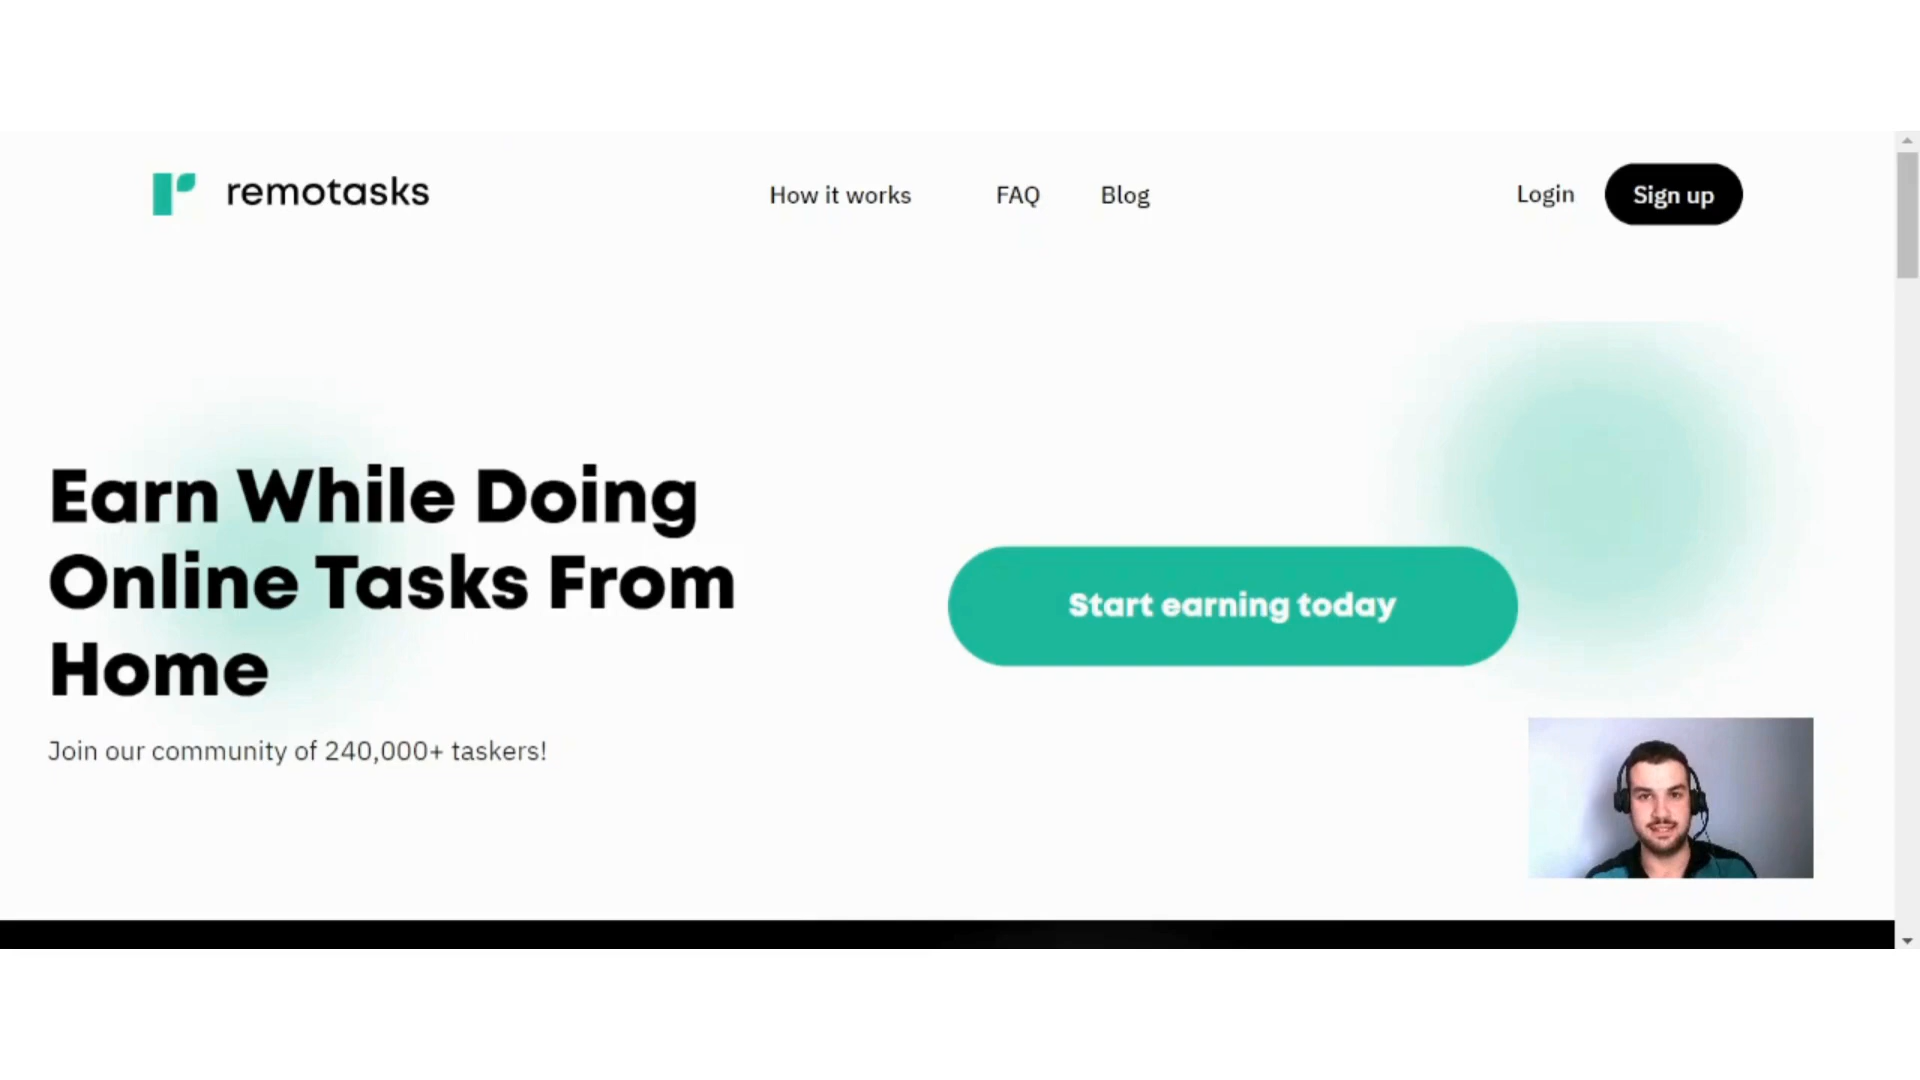 remotasks
How it works
FAQ
Blog
Login
Sign up
Earn While Doing
Online Tasks From
Home
Start earning today
Join our community of 240,000+ taskers!